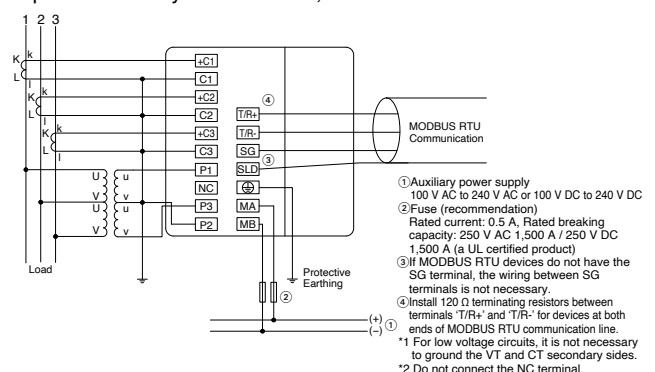 1 2 3
K k
L l
K k
L l
K k
L l
+C1
C1
+C2
C2
+C3
C3
P1
NC
P3
P2
④
T/R+
T/R-
SG
③
SLD
MA
MB
U u
V v
U u
V v
Load
MODBUS RTU
Communication
Protective
Earthing
②
(+)
(−)
①
①Auxiliary power supply
100 V AC to 240 V AC or 100 V DC to 240 V DC
②Fuse (recommendation)
Rated current: 0.5 A, Rated breaking
capacity: 250 V AC 1,500 A / 250 V DC
1,500 A (a UL certified product)
③If MODBUS RTU devices do not have the
SG terminal, the wiring between SG
terminals is not necessary.
④Install 120 Ω terminating resistors between
terminals ‘T/R+’ and ‘T/R-’ for devices at both
ends of MODBUS RTU communication line.
*1 For low voltage circuits, it is not necessary
to ground the VT and CT secondary sides.
*2 Do not connect the NC terminal.